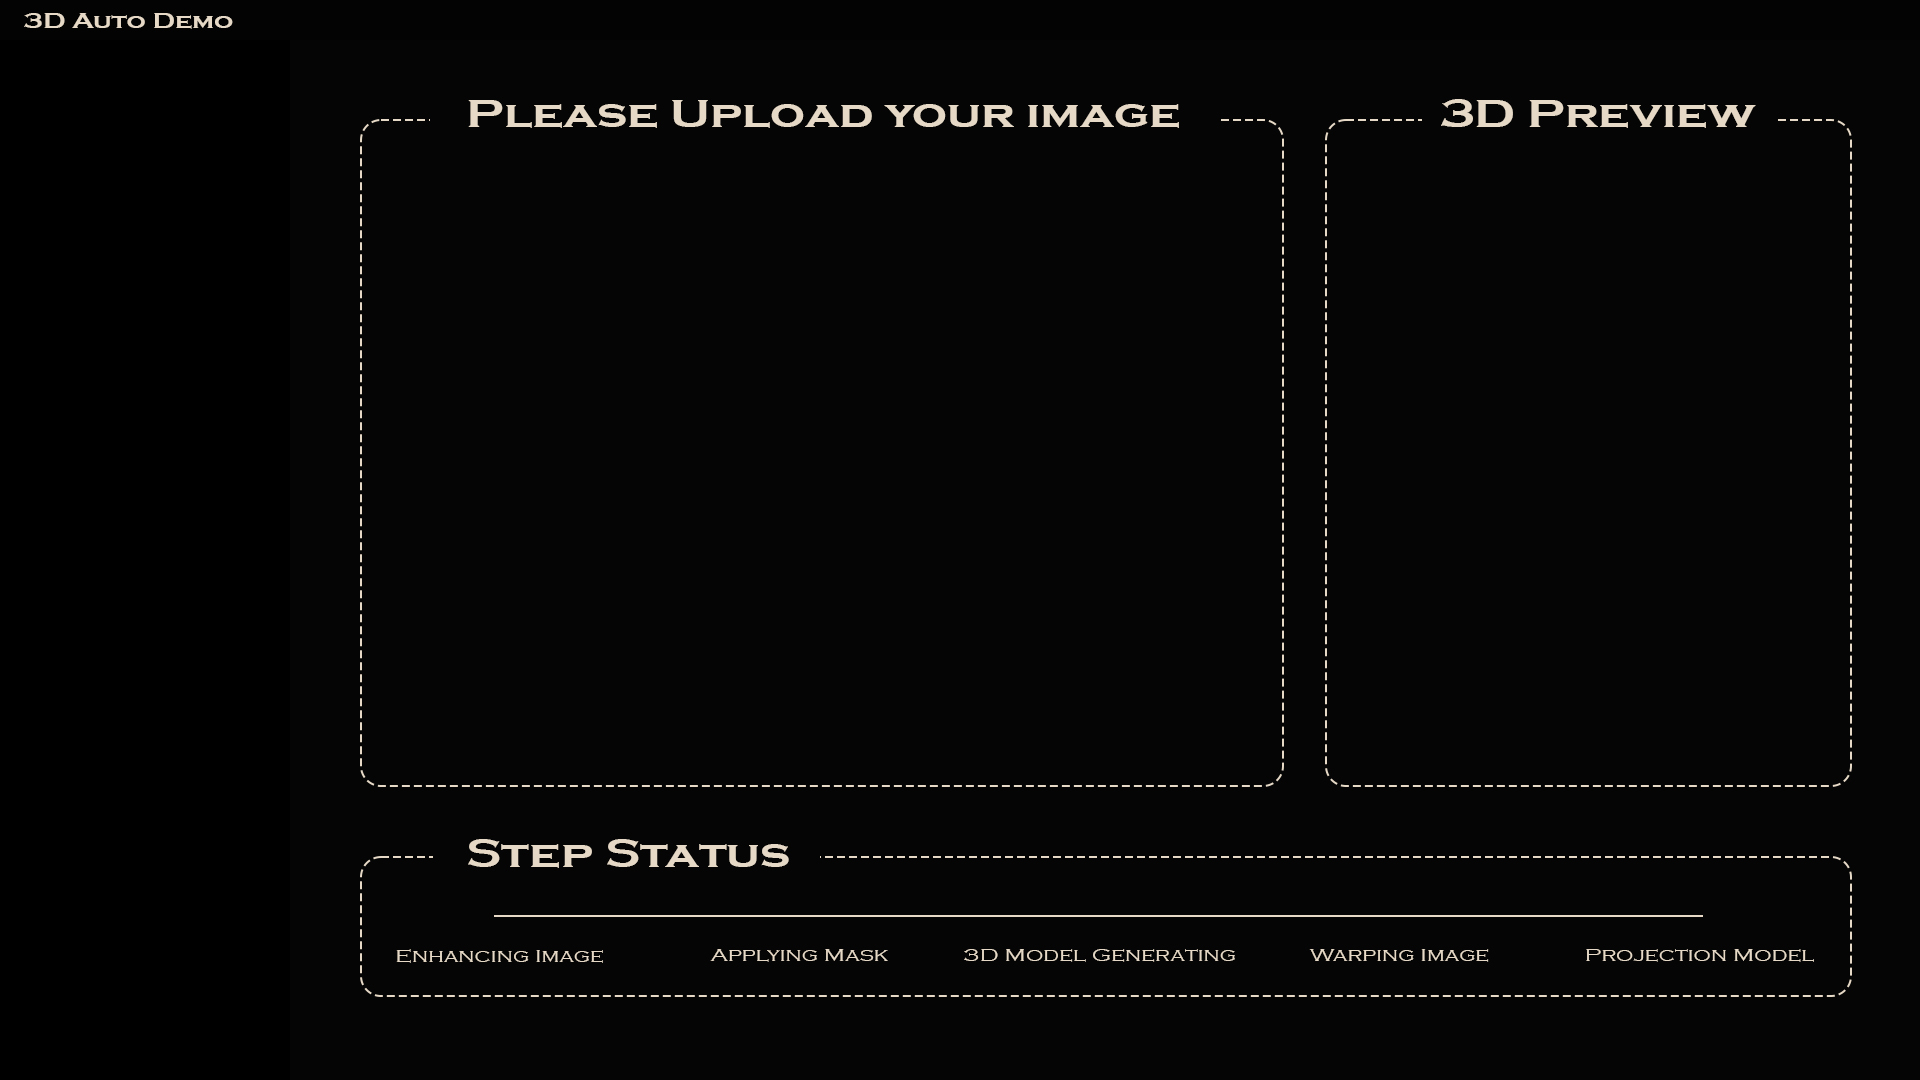 3D Auto Demo
Please Upload your image
3D Preview
Step Status
Enhancing Image
Applying Mask
3D Model Generating
Warping Image
Projection Model